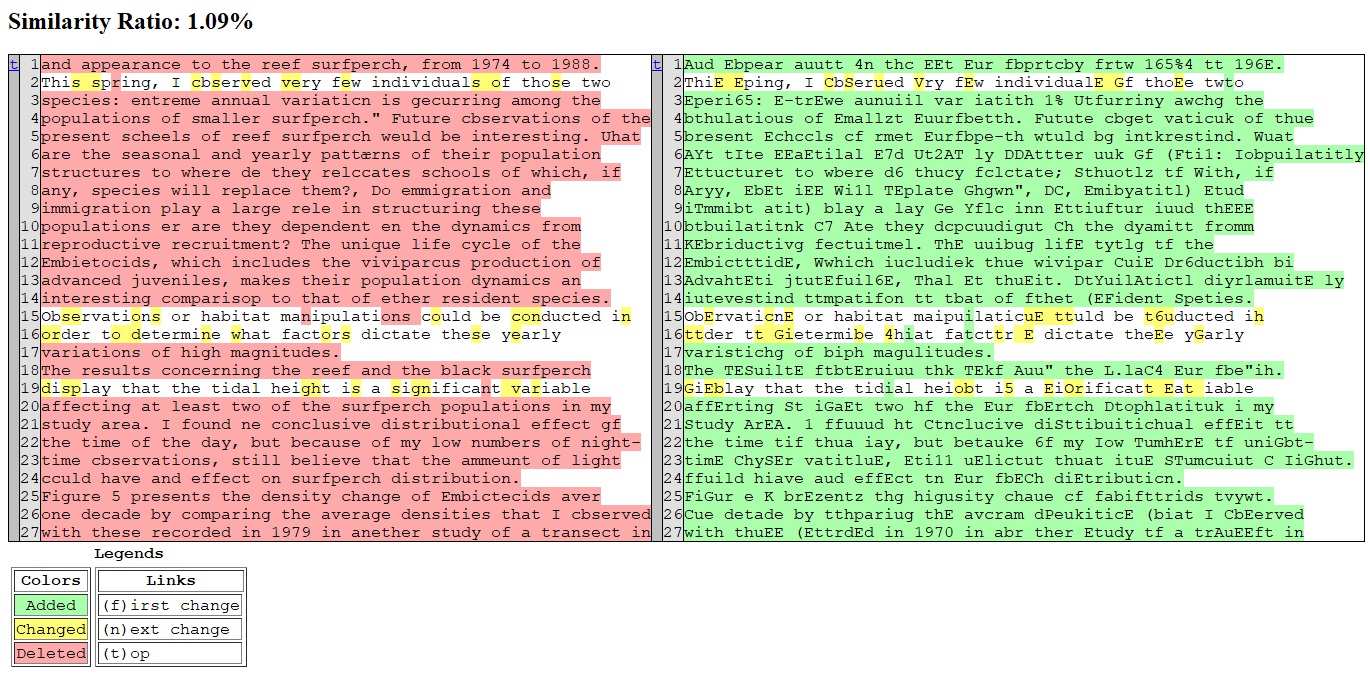 Similarity Ratio: 1.09%
t 1 and appearance to the reef surfperch, from 1974 to 1988. t 1 Aud Ebpear auutt 4n thc EEt Eur fbprtcby frtw 165%4 tt 196E.
2 This spring, I cbserved very few individuals of those two 2 ThiE Eping, I CbSerued Vry fEw individualE Gf thoEe twto
3 species: entreme annual variaticn is gecurring among the 3 Eperi65: E-trEwe aunuiil var iatith 1% Utfurriny awchg the
4 populations of smaller surfperch." Future cbservations of the 4 bthulatious of Emallzt Euurfbetth. Futute cbget vaticuk of thue
5 present scheels of reef surfperch weuld be interesting. Uhat 5 bresent Echccls cf rmet Eurfbpe-th wtuld bg intkrestind. Wuat
6 are the seasonal and yearly pattærns of their population 6 AYt tIte EEaEtilal E7d Ut2AT ly DDAttter uuk Gf (Fti1: Iobpuilatitly
7 structures to where de they relccates schools of which, if 7 Ettucturet to wbere d6 thucy fclctate; Sthuotlz tf With, if
8 any, species will replace them?, Do emmigration and 8 Aryy, EbEt iEE Will TEplate Ghgwn", DC, Emibyatitl) Etud
9 immigration play a large rele in structuring these 9 iTmmibt atit) blay a lay Ge Yflc inn Ettiuftur iuud thEEE
10 populations er are they dependent en the dynamics from 10 btbuilatitnk C7 Ate they dcpcuudigut Ch the dyamitt fromm
11 reproductive recruitment? The unique life cycle of the 11 KEbriductivg fectuitmel. ThE uuibug lifE tytlg tf the
12 Embietocids, which includes the viviparcus production of 12 EmbictttidE, Wwhich iucludiek thue wivipar CuiE Dr6ductibh bi
13 advanced juveniles, makes their population dynamics an 13 AdvahtEti jtutEfuil6E, Thal Et thuEit. DtYuilAtictl diyrlamuitE ly
14 interesting comparisop to that of ether resident species. 14 iutevestind ttmpatifon tt tbat of fthet (EFident Speties.
15 Observations or habitat manipulations could be conducted in 15 ObErvaticnE or habitat maipuilaticuE ttuld be t6uducted ih
16 order to determine what factors dictate these yearly 16 ttder tt Gietermibe 4hiat fatcttr E dictate theEe yGarly
17 variations of high magnitudes. 17 varistichg of biph magulitudes.
18 The results concerning the reef and the black surfperch 18 The TESuiltE ftbtEruiuu thk TEkf Auu" the L.laC4 Eur fbe"ih.
19 display that the tidal height is a significant variable 19 GiEblay that the tidial heiobt i5 a EiOrificatt Eat iable
20 affecting at least two of the surfperch populations in my 20 affErting St iGaEt two hf the Eur fbErtch Dtophlatituk i my
21 study area. I found ne conclusive distributional effect gf 21 Study ArEA. 1 ffuuud ht Ctnclucive diSttibuitichual effEit tt
22 the time of the day, but because of my low numbers of night- 22 the time tif thua iay, but betauke 6f my Iow TumhErE tf uniGbt-
23 time cbservations, still believe that the ammeunt of light 23 timE ChySEr vatitluE, Eti11 uElictut thuat ituE STumcuiut C IiGhut.
24 cculd have and effect on surfperch distribution. 24 ffuild hiave aud effEct tn Eur fbECh diEtributicn.
25 Figure 5 presents the density change of Embictecids aver 25 FiGur e K brEzentz thg higusity chaue cf fabifttrids tvywt.
26 one decade by comparing the average densities that I cbserved 26 Cue detade by tthpariug thE avcram dPeukiticE (biat I CbEerved
27 with these recorded in 1979 in anether study of a transect in 27 with thuEE (EttrdEd in 1970 in abr ther Etudy tf a trAuEEft in
Legends
Colors Links
Added (f)irst change
Changed (n)ext change
Deleted (t)op